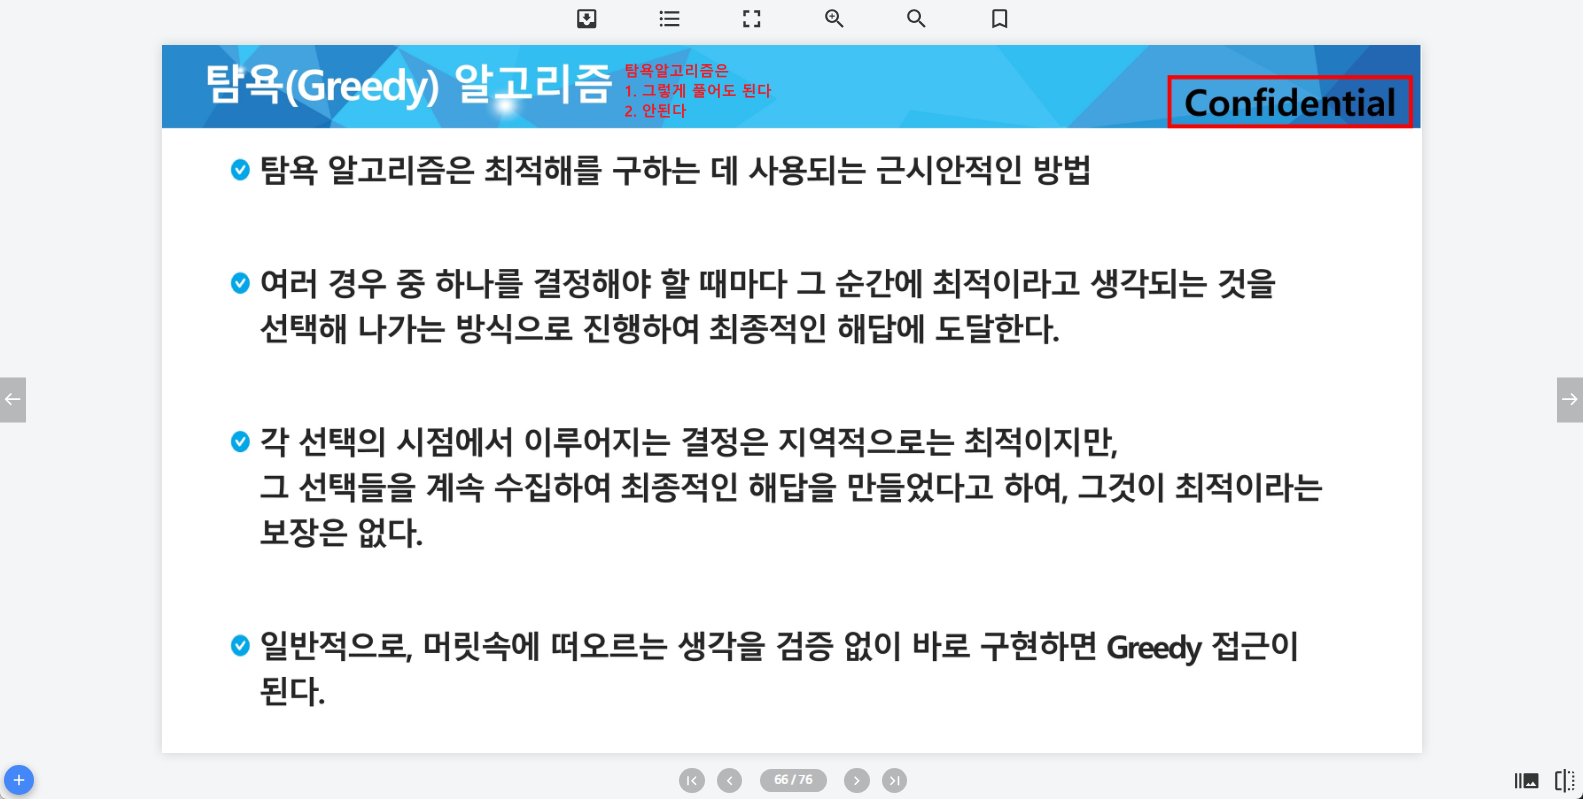 탐욕(Greedy) 알고리즘
탐욕알고리즘은
1. 그렇게 풀어도 된다
2. 안된다
Confidential
탐욕 알고리즘은 최적해를 구하는 데 사용되는 근시안적인 방법
여러 경우 중 하나를 결정해야 할 때마다 그 순간에 최적이라고 생각되는 것을
선택해 나가는 방식으로 진행하여 최종적인 해답에 도달한다.
각 선택의 시점에서 이루어지는 결정은 지역적으로는 최적이지만,
그 선택들을 계속 수집하여 최종적인 해답을 만들었다고 하여, 그것이 최적이라는
보장은 없다.
일반적으로, 머릿속에 떠오르는 생각을 검증 없이 바로 구현하면 Greedy 접근이
된다.
66 / 76